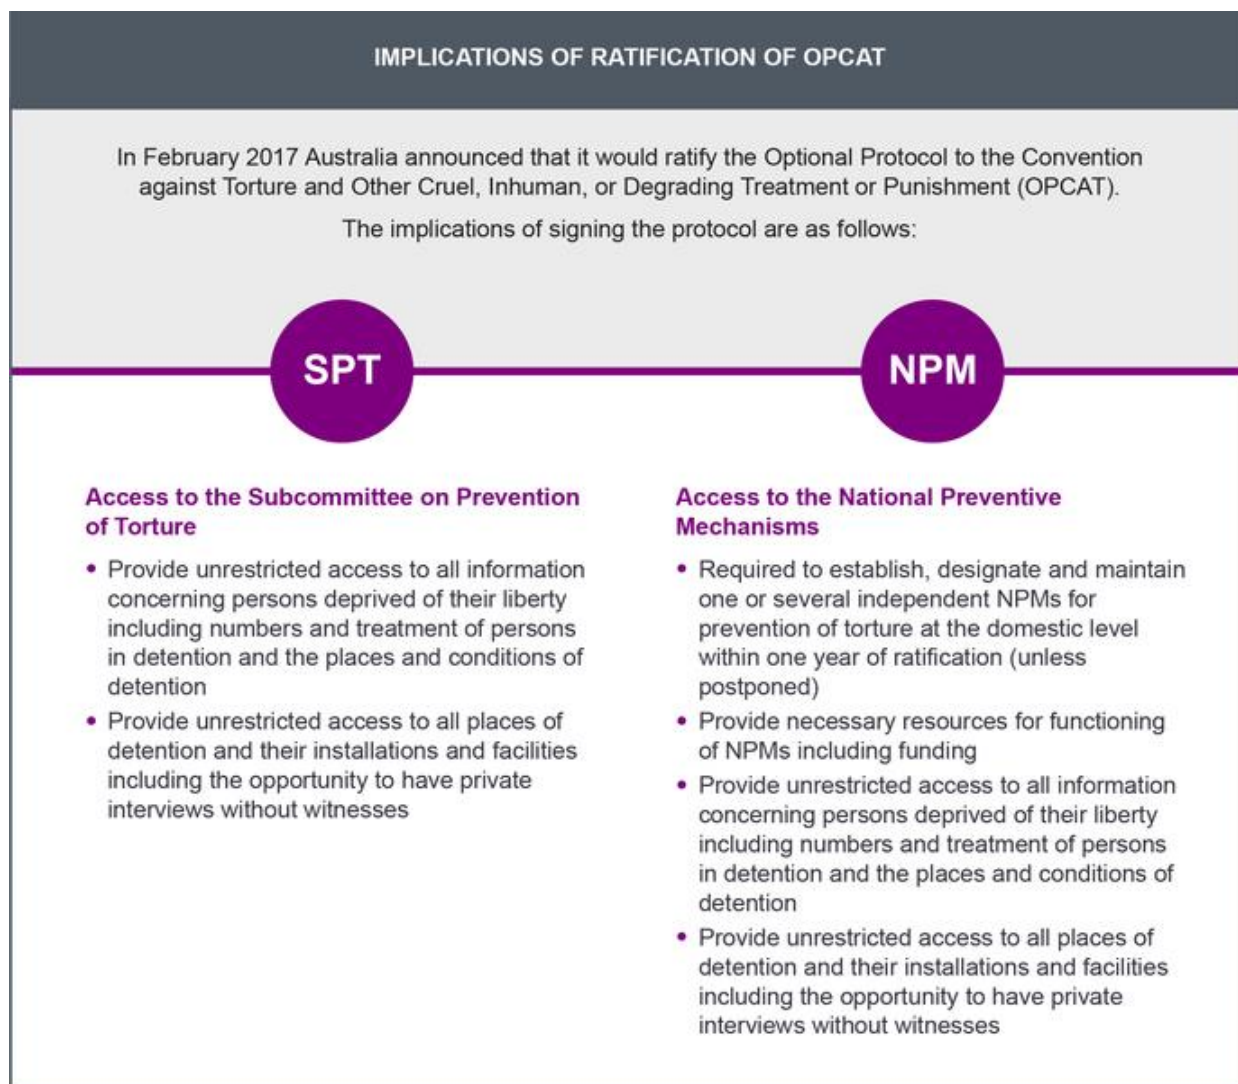 IMPLICATIONS OF RATIFICATION OF OPCAT
In February 2017 Australia announced that it would ratify the Optional Protocol to the Convention
against Torture and Other Cruel, Inhuman, or Degrading Treatment or Punishment (OPCAT).
The implications of signing the protocol are as follows:
SPT
Access to the Subcommittee on Prevention
of Torture
• Provide unrestricted access to all information
concerning persons deprived of their liberty
including numbers and treatment of persons
in detention and the places and conditions of
detention
• Provide unrestricted access to all places of
detention and their installations and facilities
including the opportunity to have private
interviews without witnesses
NPM
Access to the National Preventive
Mechanisms
• Required to establish, designate and maintain
one or several independent NPMs for
prevention of torture at the domestic level
within one year of ratification (unless
postponed)
• Provide necessary resources for functioning
of NPMs including funding
• Provide unrestricted access to all information
concerning persons deprived of their liberty
including numbers and treatment of persons
in detention and the places and conditions of
detention
• Provide unrestricted access to all places of
detention and their installations and facilities
including the opportunity to have private
interviews without witnesses